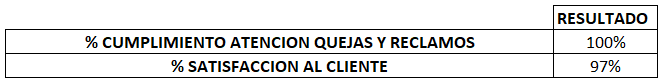 RESULTADO
% CUMPLIMIENTO ATENCION QUEJAS Y RECLAMOS 100%
% SATISFACCION AL CLIENTE 97%